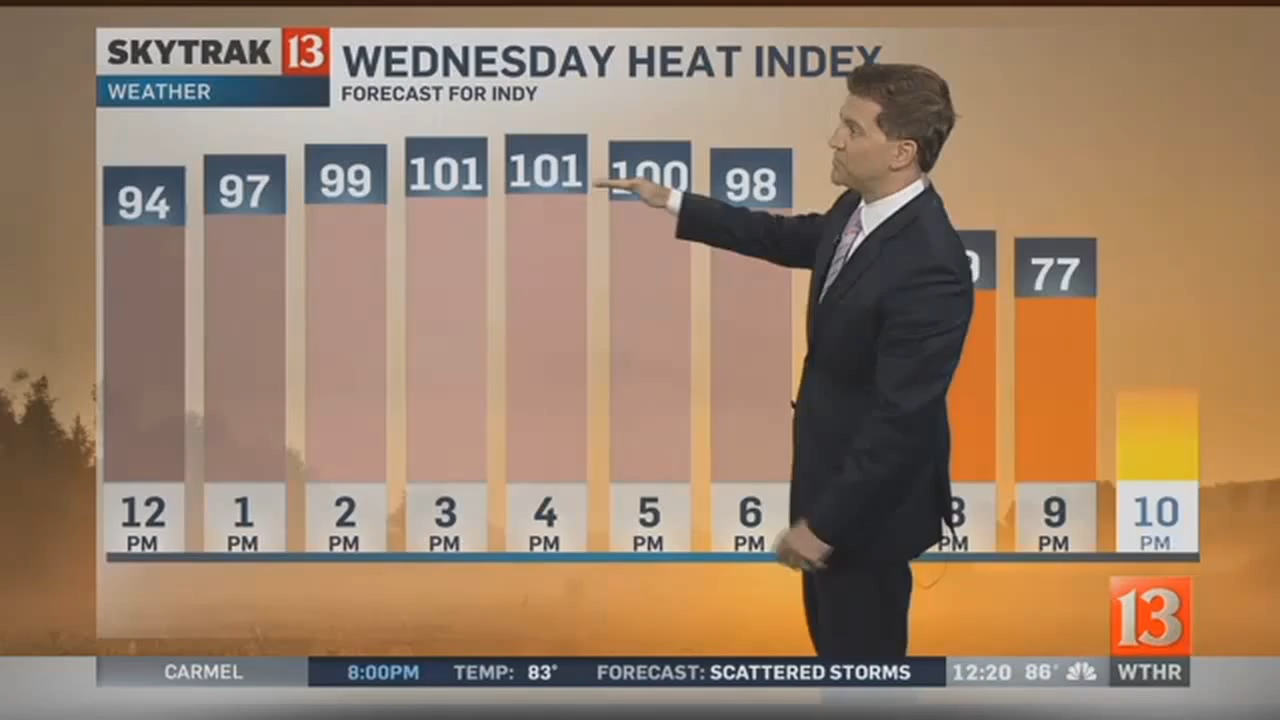 SKYTRAK 13
WEATHER
WEDNESDAY HEAT INDEX
FORECAST FOR INDY
94 97 99 101 101 100 98 77
12 1 2 3 4 5 6 8 9 10
PM PM PM PM PM PM PM PM PM PM
13
CARMEL 8:00PM TEMP: 83° FORECAST: SCATTERED STORMS 12:20 86° WTHR